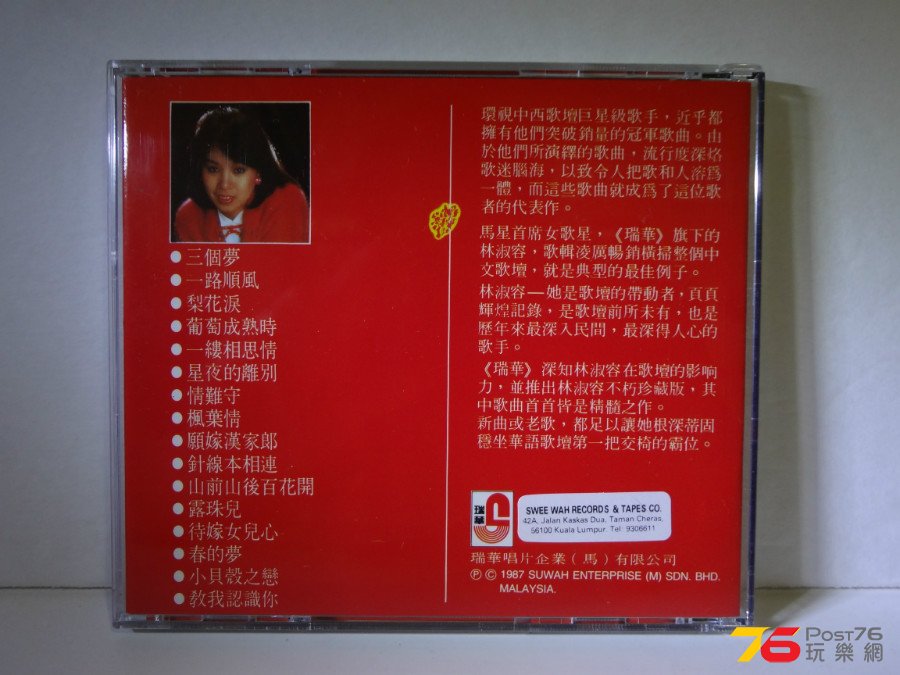 三個夢
一路順風
梨花淚
葡萄成熟時
一縷相思情
星夜的離別
情難守
楓葉情
願嫁漢家郎
針線本相連
山前山後百花開
露珠兒
待嫁女兒心
春的夢
小貝殼之戀
教我認識你
環視中西歌壇巨星級歌手，近乎都
擁有他們突破銷量的冠軍歌曲。由
於他們所演繹的歌曲，流行度深烙
歌迷腦海，以致令人把歌和人溶爲
一體，而這些歌曲就成爲了這位歌
者的代表作。
馬星首席女歌星，《瑞華》旗下的
林淑容，歌輯凌厲暢銷橫掃整個中
文歌壇，就是典型的最佳例子。
林淑容—她是歌壇的帶動者，頁頁
輝煌記錄，是歌壇前所未有，也是
歷年來最深入民間，最深得人心的
歌手。
《瑞華》深知林淑容在歌壇的影响
力，並推出林淑容不朽珍藏版，其
中歌曲首首皆是精髓之作。
新曲或老歌，都足以讓她根深蒂固
穩坐華語歌壇第一把交椅的霸位。
瑞華
SWEE WAH RECORDS & TAPES CO.
42A, Jalan Kaskas Dua, Taman Cheras,
56100 Kuala Lumpur. Tel: 9306611
瑞華唱片企業（馬）有限公司
Ⓟ © 1987 SUWAH ENTERPRISE (M) SDN. BHD.
MALAYSIA.
76 Post76
玩樂網